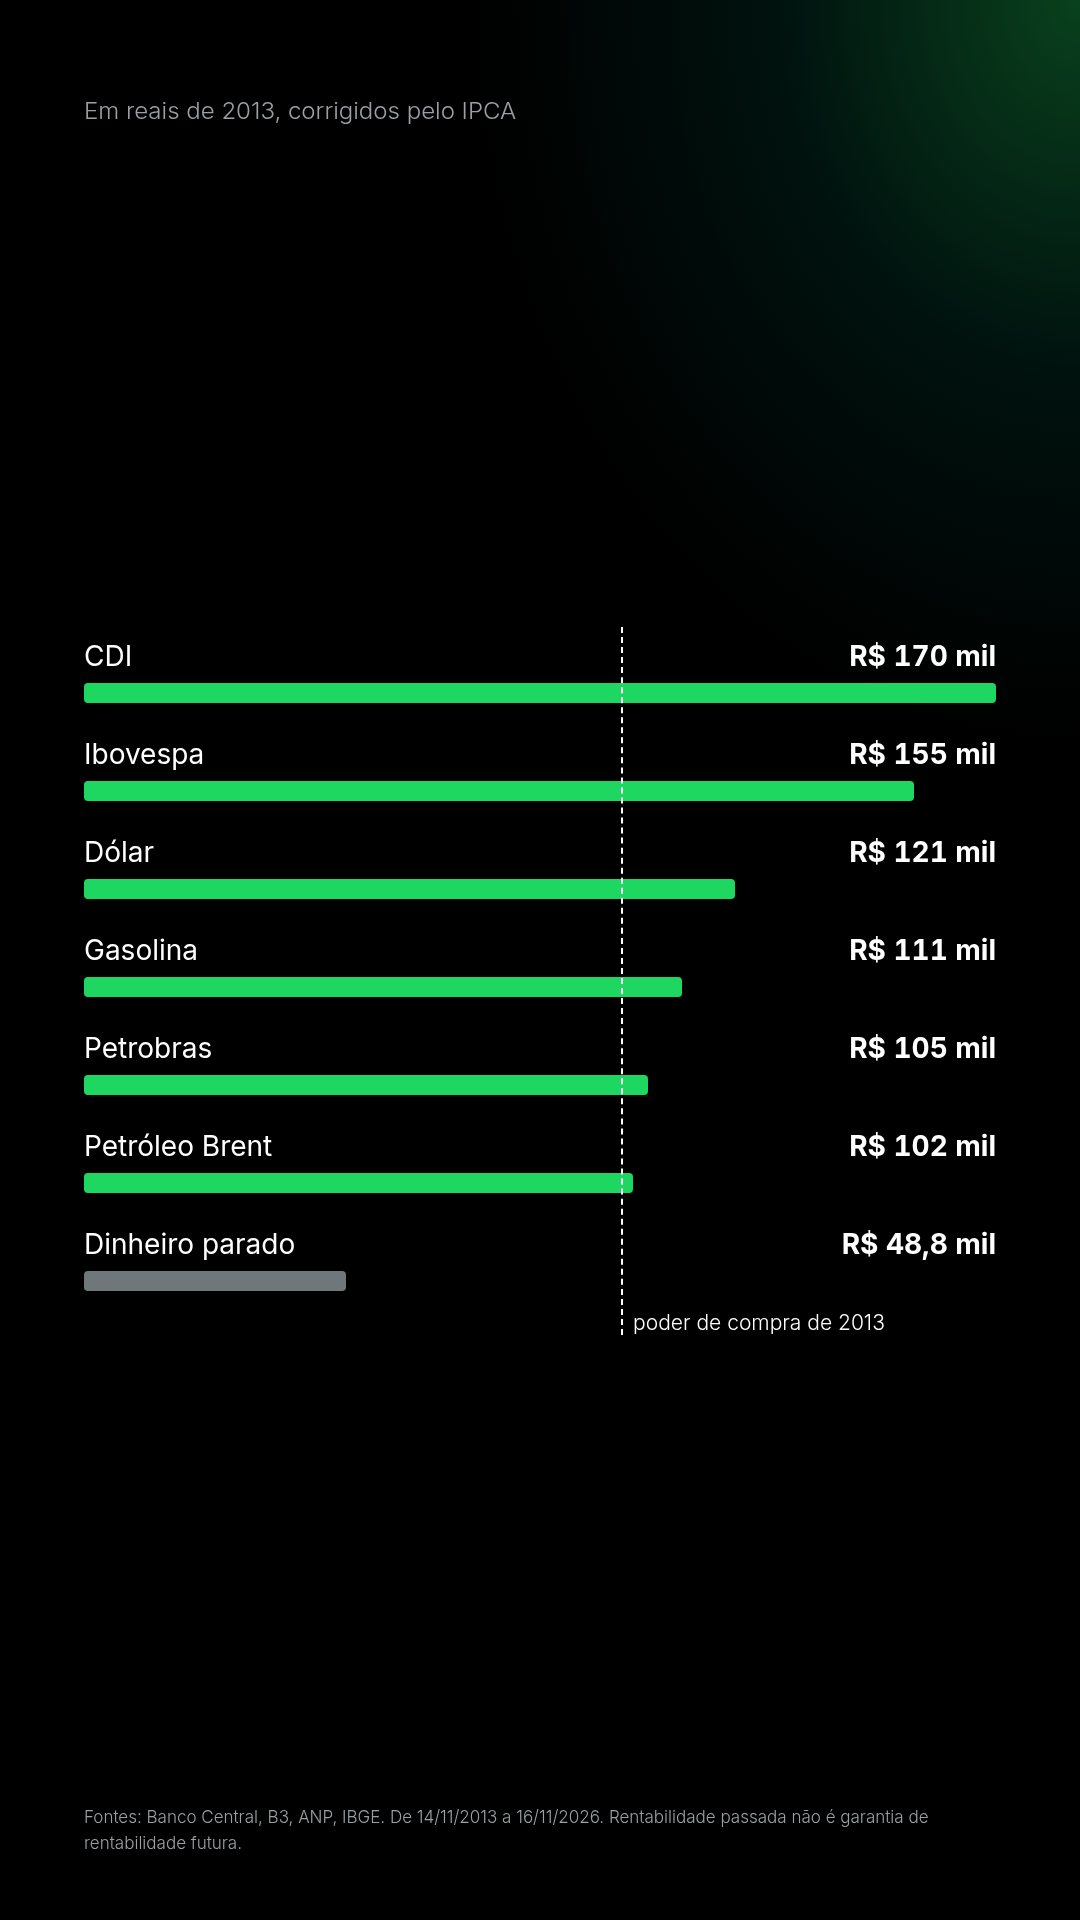 Em reais de 2013, corrigidos pelo IPCA
CDI R$ 170 mil
Ibovespa R$ 155 mil
Dólar R$ 121 mil
Gasolina R$ 111 mil
Petrobras R$ 105 mil
Petróleo Brent R$ 102 mil
Dinheiro parado R$ 48,8 mil
poder de compra de 2013
Fontes: Banco Central, B3, ANP, IBGE. De 14/11/2013 a 16/11/2026. Rentabilidade passada não é garantia de
rentabilidade futura.